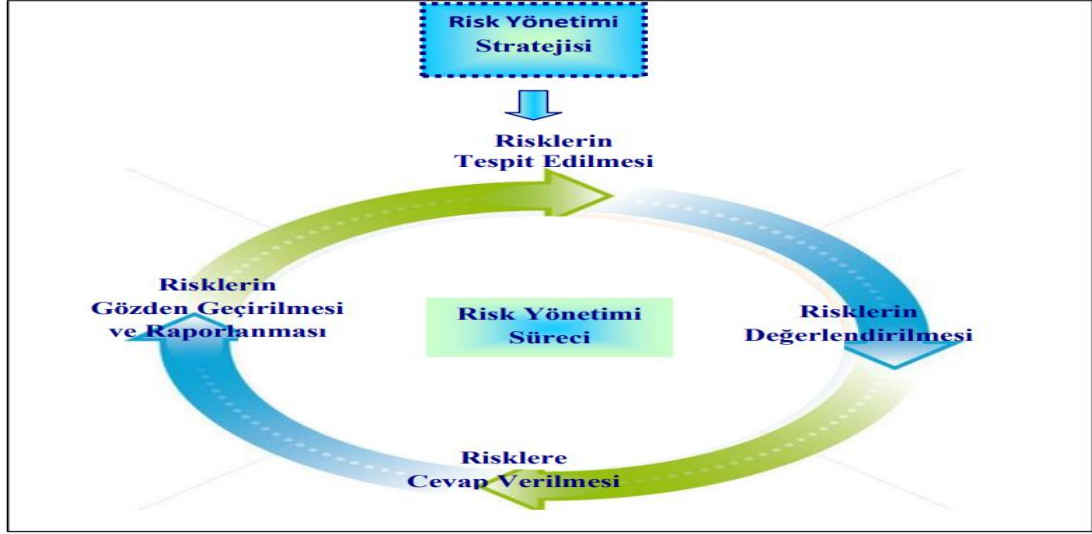 Risk Yönetimi
Stratejisi
Risklerin
Tespit Edilmesi
Risklerin
Gözden Geçirilmesi
ve Raporlanması
Risk Yönetimi
Süreci
Risklerin
Değerlendirilmesi
Risklere
Cevap Verilmesi